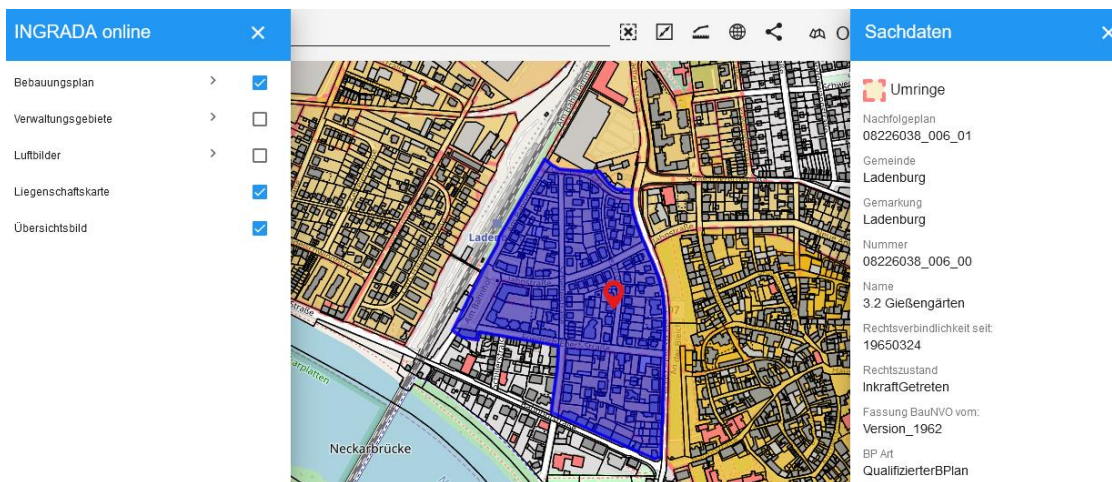 INGRADA online
Bebauungsplan
Verwaltungsgebiete
Luftbilder
Liegenschaftskarte
Übersichtsbild
Neckarbrücke
Sachdaten
Umringe
Nachfolgeplan
08226038_006_01
Gemeinde
Ladenburg
Gemarkung
Ladenburg
Nummer
08226038_006_00
Name
3.2 Gießengärten
Rechtsverbindlichkeit seit:
19650324
Rechtszustand
InkraftGetreten
Fassung BauNVO vom:
Version_1962
BP Art
QualifizierterBPlan